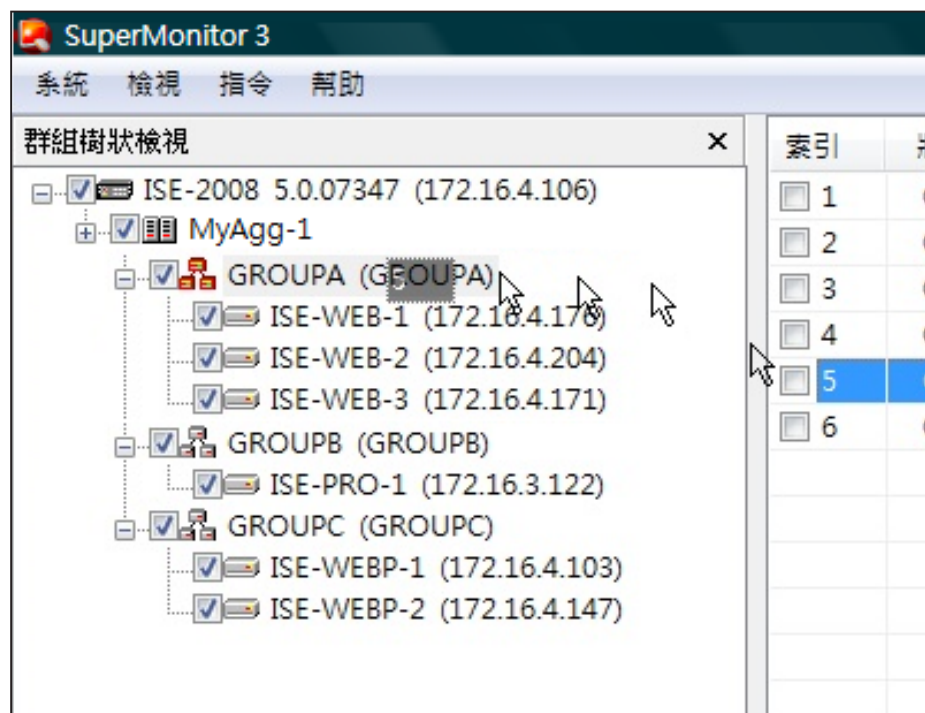 SuperMonitor 3
系統 檢視 指令 幫助
群組樹狀檢視
ISE-2008 5.0.07347 (172.16.4.106)
MyAgg-1
GROUPA (GROUPA)
5
ISE-WEB-1 (172.16.4.176)
ISE-WEB-2 (172.16.4.204)
ISE-WEB-3 (172.16.4.171)
GROUPB (GROUPB)
ISE-PRO-1 (172.16.3.122)
GROUPC (GROUPC)
ISE-WEBP-1 (172.16.4.103)
ISE-WEBP-2 (172.16.4.147)
索引
1
2
3
4
5
6